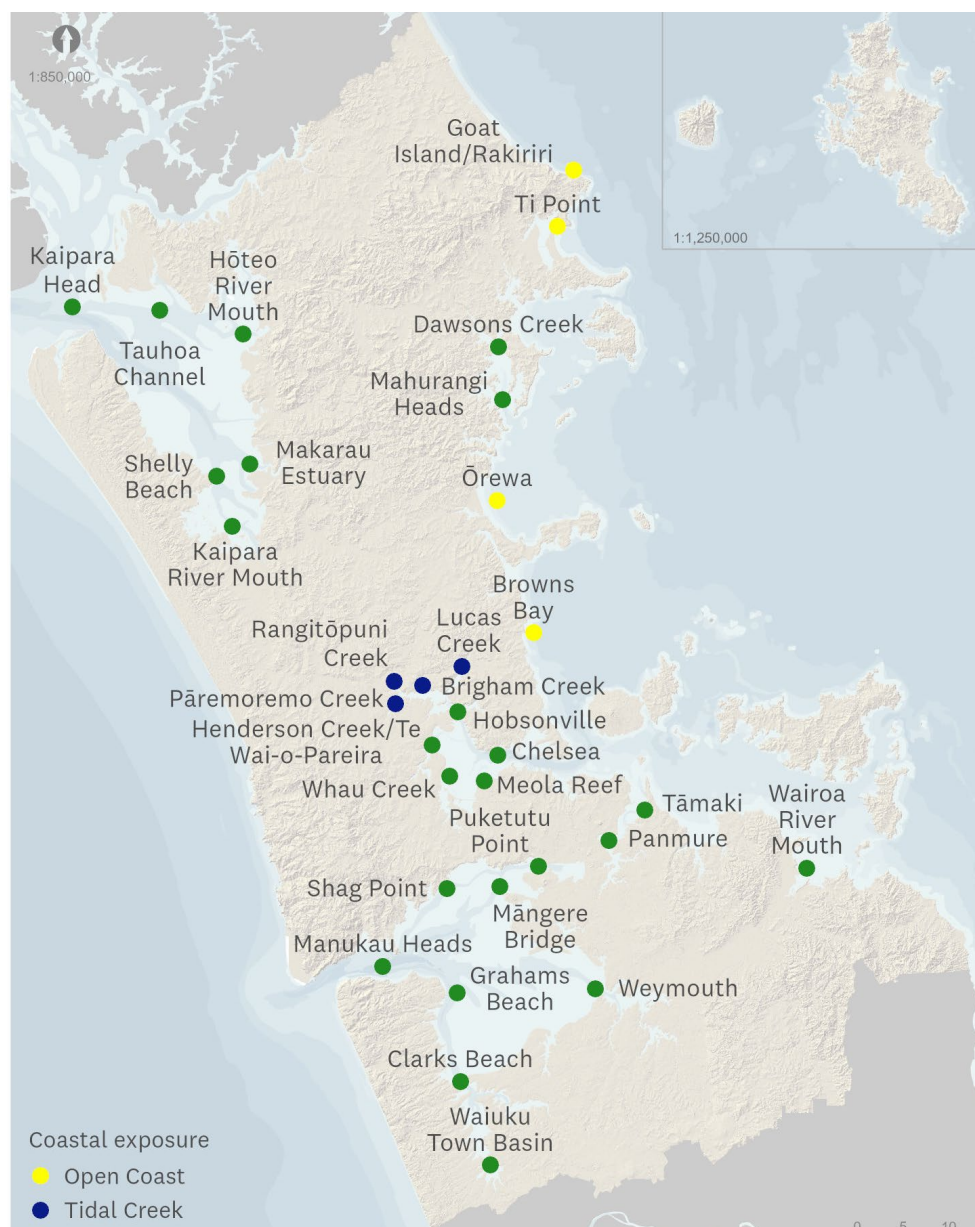 1:850,000
Goat
Island/Rakiriri
Ti Point
1:1,250,000
Kaipara
Head
Hōteo
River
Mouth
Tauhoa
Channel
Dawsons Creek
Mahurangi
Heads
Shelly
Beach
Makarau
Estuary
Ōrewa
Kaipara
River Mouth
Browns
Bay
Lucas
Creek
Rangitōpuni
Creek
Brigham Creek
Pāremoremo Creek
Hobsonville
Henderson Creek/Te
Wai-o-Pareira
Chelsea
Whau Creek
Meola Reef
Puketutu
Point
Tāmaki
Panmure
Wairoa
River
Mouth
Shag Point
Māngere
Bridge
Manukau Heads
Grahams
Beach
Weymouth
Clarks Beach
Waiuku
Town Basin
Coastal exposure
Open Coast
Tidal Creek
0 5 10